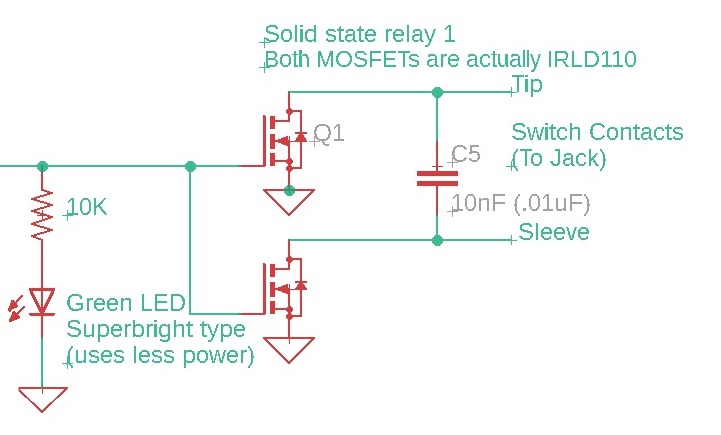 Solid state relay 1
Both MOSFETs are actually IRLD110
Tip
Q1
Switch Contacts
(To Jack)
C5
10K
10nF (.01uF)
Sleeve
Green LED
Superbright type
(uses less power)